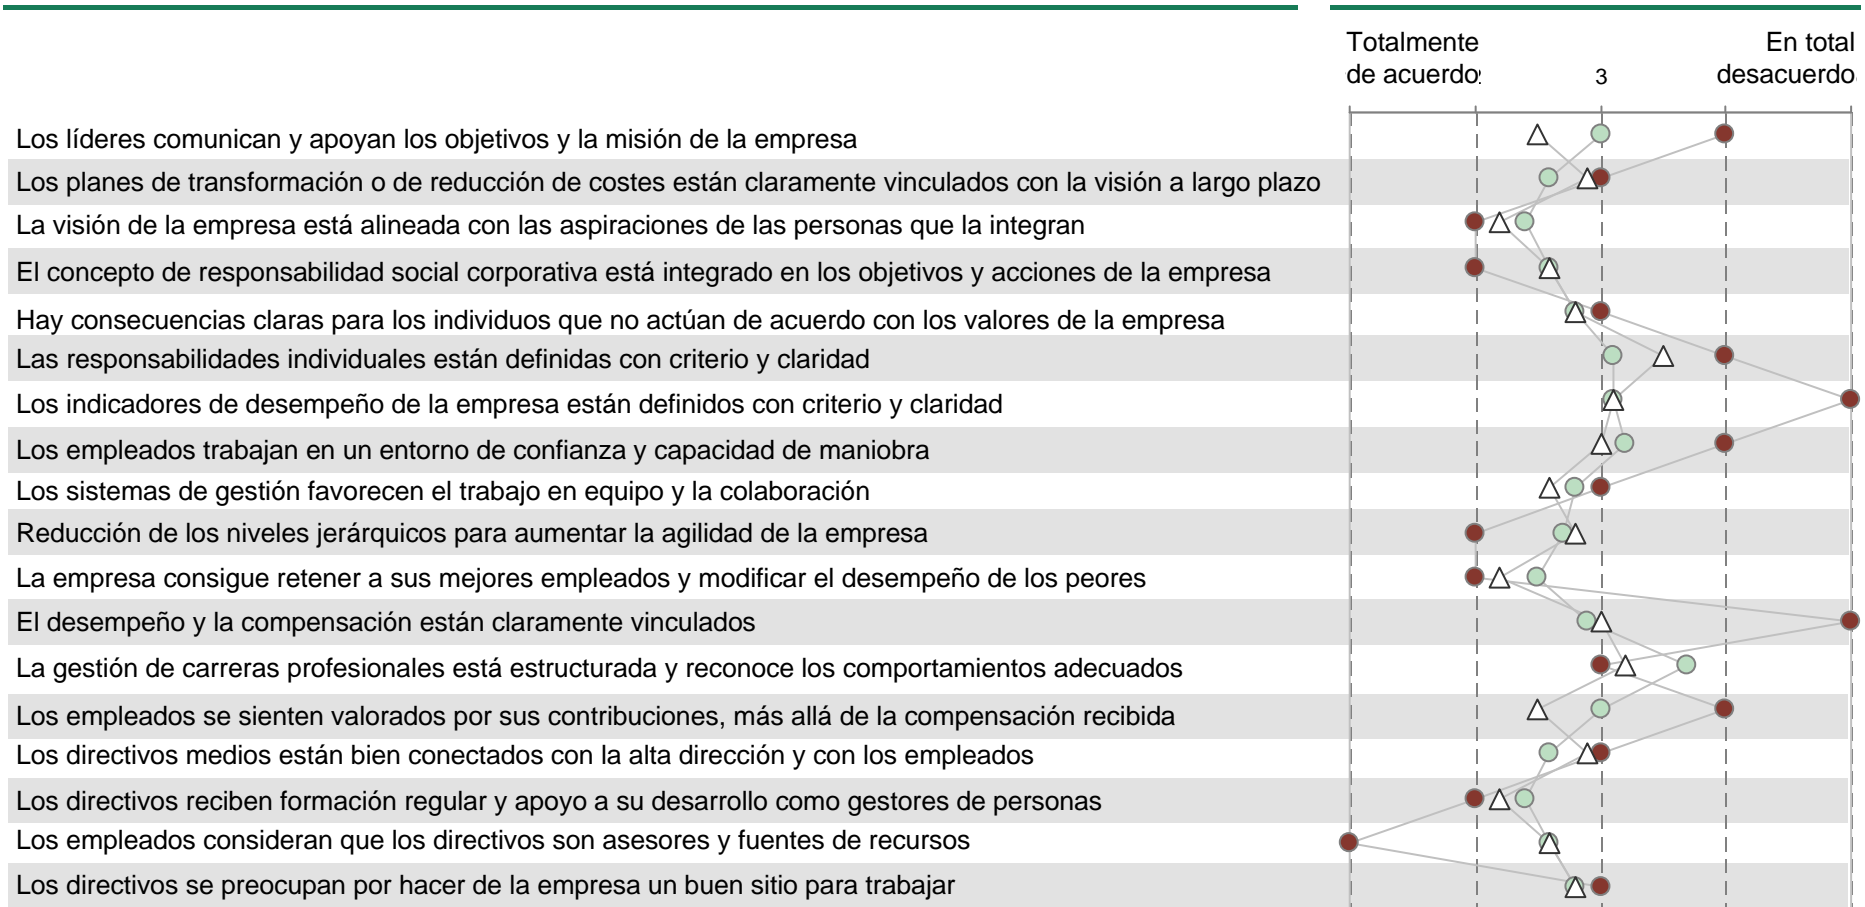 Totalmente
En total
de acuerdo
3
desacuerdo
Los líderes comunican y apoyan los objetivos y la misión de la empresa
Los planes de transformación o de reducción de costes están claramente vinculados con la visión a largo plazo
La visión de la empresa está alineada con las aspiraciones de las personas que la integran
El concepto de responsabilidad social corporativa está integrado en los objetivos y acciones de la empresa
Hay consecuencias claras para los individuos que no actúan de acuerdo con los valores de la empresa
Las responsabilidades individuales están definidas con criterio y claridad
Los indicadores de desempeño de la empresa están definidos con criterio y claridad
Los empleados trabajan en un entorno de confianza y capacidad de maniobra
Los sistemas de gestión favorecen el trabajo en equipo y la colaboración
Reducción de los niveles jerárquicos para aumentar la agilidad de la empresa
La empresa consigue retener a sus mejores empleados y modificar el desempeño de los peores
El desempeño y la compensación están claramente vinculados
La gestión de carreras profesionales está estructurada y reconoce los comportamientos adecuados
Los empleados se sienten valorados por sus contribuciones, más allá de la compensación recibida
Los directivos medios están bien conectados con la alta dirección y con los empleados
Los directivos reciben formación regular y apoyo a su desarrollo como gestores de personas
Los empleados consideran que los directivos son asesores y fuentes de recursos
Los directivos se preocupan por hacer de la empresa un buen sitio para trabajar